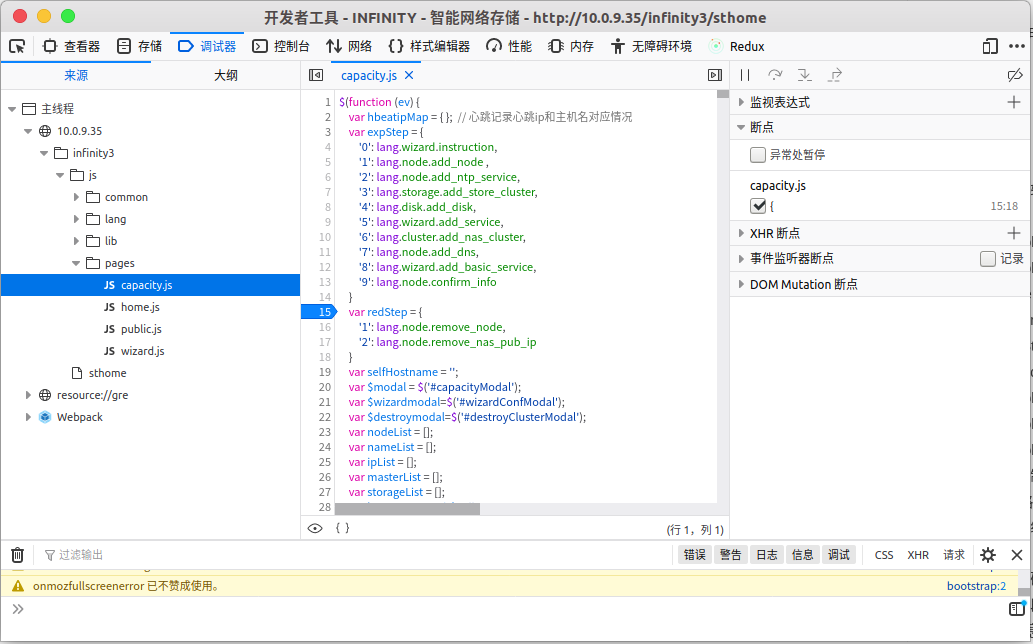 开发者工具 - INFINITY - 智能网络存储 - http://10.0.9.35/infinity3/sthome
查看器 存储 调试器 控制台 网络 {} 样式编辑器 性能 内存 无障碍环境 Redux
来源 大纲 capacity.js
主线程
10.0.9.35
infinity3
js
common
lang
lib
pages
JS capacity.js
JS home.js
JS public.js
JS wizard.js
sthome
resource://gre
Webpack
1 $(function (ev) {
2 var hbeatipMap = { }; // 心跳记录心跳ip和主机名对应情况
3 var expStep = {
4 '0': lang.wizard.instruction,
5 '1': lang.node.add_node ,
6 '2': lang.node.add_ntp_service,
7 '3': lang.storage.add_store_cluster,
8 '4': lang.disk.add_disk,
9 '5': lang.wizard.add_service,
10 '6': lang.cluster.add_nas_cluster,
11 '7': lang.node.add_dns,
12 '8': lang.wizard.add_basic_service,
13 '9': lang.node.confirm_info
14 }
15 var redStep = {
16 '1': lang.node.remove_node,
17 '2': lang.node.remove_nas_pub_ip
18 }
19 var selfHostname = '';
20 var $modal = $('#capacityModal');
21 var $wizardmodal=$('#wizardConfModal');
22 var $destroymodal=$('#destroyClusterModal');
23 var nodeList = [];
24 var nameList = [];
25 var ipList = [];
26 var masterList = [];
27 var storageList = [];
28
{ } (行 1，列 1)
监视表达式
断点
异常处暂停
capacity.js
{ 15:18
XHR 断点
事件监听器断点 记录
DOM Mutation 断点
过滤输出 错误 警告 日志 信息 调试 CSS XHR 请求
onmozfullscreenerror 已不赞成使用。 bootstrap:2